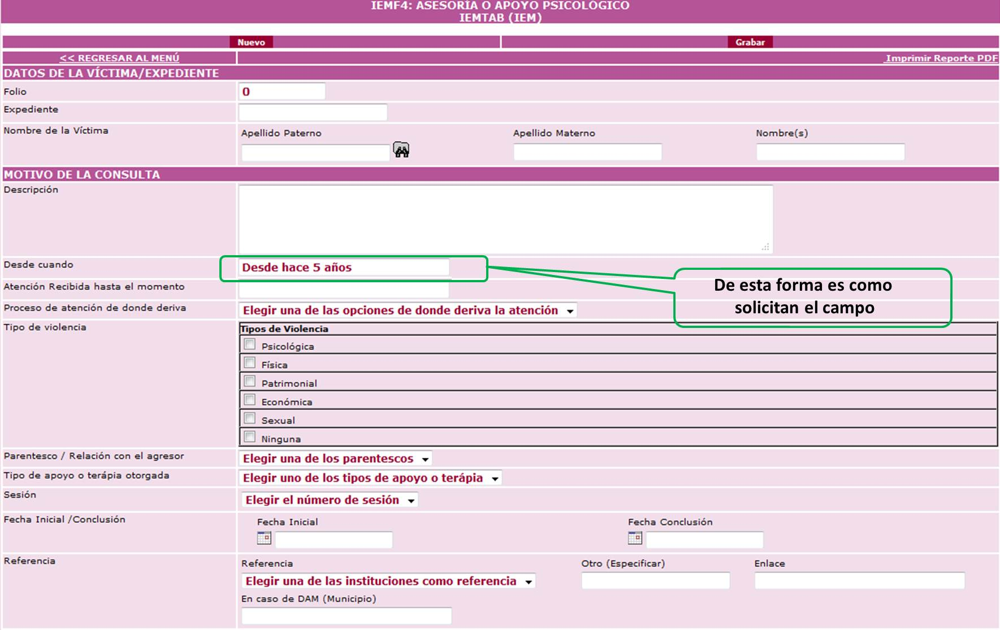 IEMF4: ASESORÍA O APOYO PSICOLÓGICO
IEMTAB (IEM)
Nuevo
Grabar
<< REGRESAR AL MENÚ
Imprimir Reporte PDF
DATOS DE LA VÍCTIMA/EXPEDIENTE
Folio
0
Expediente
Nombre de la Víctima
Apellido Paterno
Apellido Materno
Nombre(s)
MOTIVO DE LA CONSULTA
Descripción
Desde cuando
Desde hace 5 años
De esta forma es como
solicitan el campo
Atención Recibida hasta el momento
Proceso de atención de donde deriva
Elegir una de las opciones de donde deriva la atención
Tipo de violencia
Tipos de Violencia
Psicológica
Física
Patrimonial
Económica
Sexual
Ninguna
Parentesco / Relación con el agresor
Elegir una de los parentescos
Tipo de apoyo o terápia otorgada
Elegir uno de los tipos de apoyo o terápia
Sesión
Elegir el número de sesión
Fecha Inicial /Conclusión
Fecha Inicial
Fecha Conclusión
Referencia
Referencia
Otro (Especificar)
Enlace
Elegir una de las instituciones como referencia
En caso de DAM (Municipio)